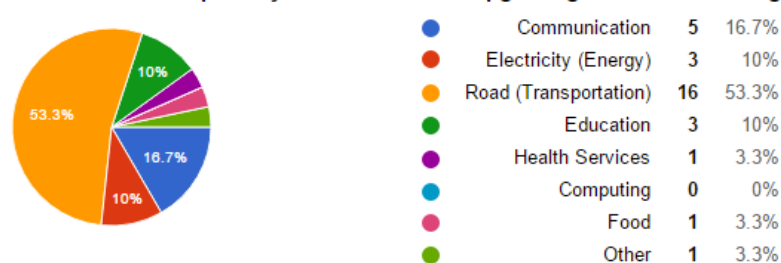 10%
53.3%
16.7%
10%
Communication 5 16.7%
Electricity (Energy) 3 10%
Road (Transportation) 16 53.3%
Education 3 10%
Health Services 1 3.3%
Computing 0 0%
Food 1 3.3%
Other 1 3.3%